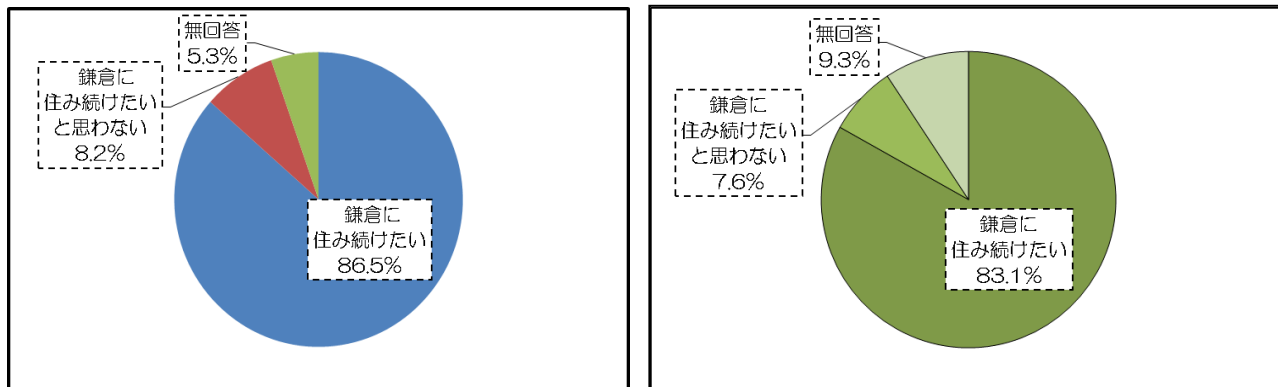 無回答
5.3%
鎌倉に
住み続けたい
と思わない
8.2%
鎌倉に
住み続けたい
86.5%
無回答
9.3%
鎌倉に
住み続けたい
と思わない
7.6%
鎌倉に
住み続けたい
83.1%